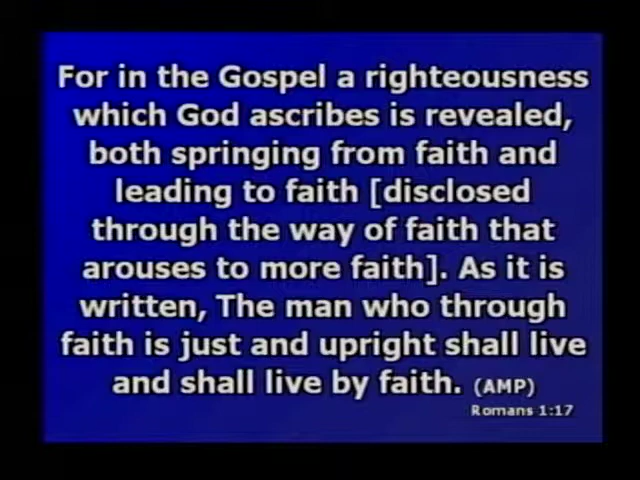 For in the Gospel a righteousness
which God ascribes is revealed,
both springing from faith and
leading to faith [disclosed
through the way of faith that
arouses to more faith]. As it is
written, The man who through
faith is just and upright shall live
and shall live by faith. (AMP)
Romans 1:17